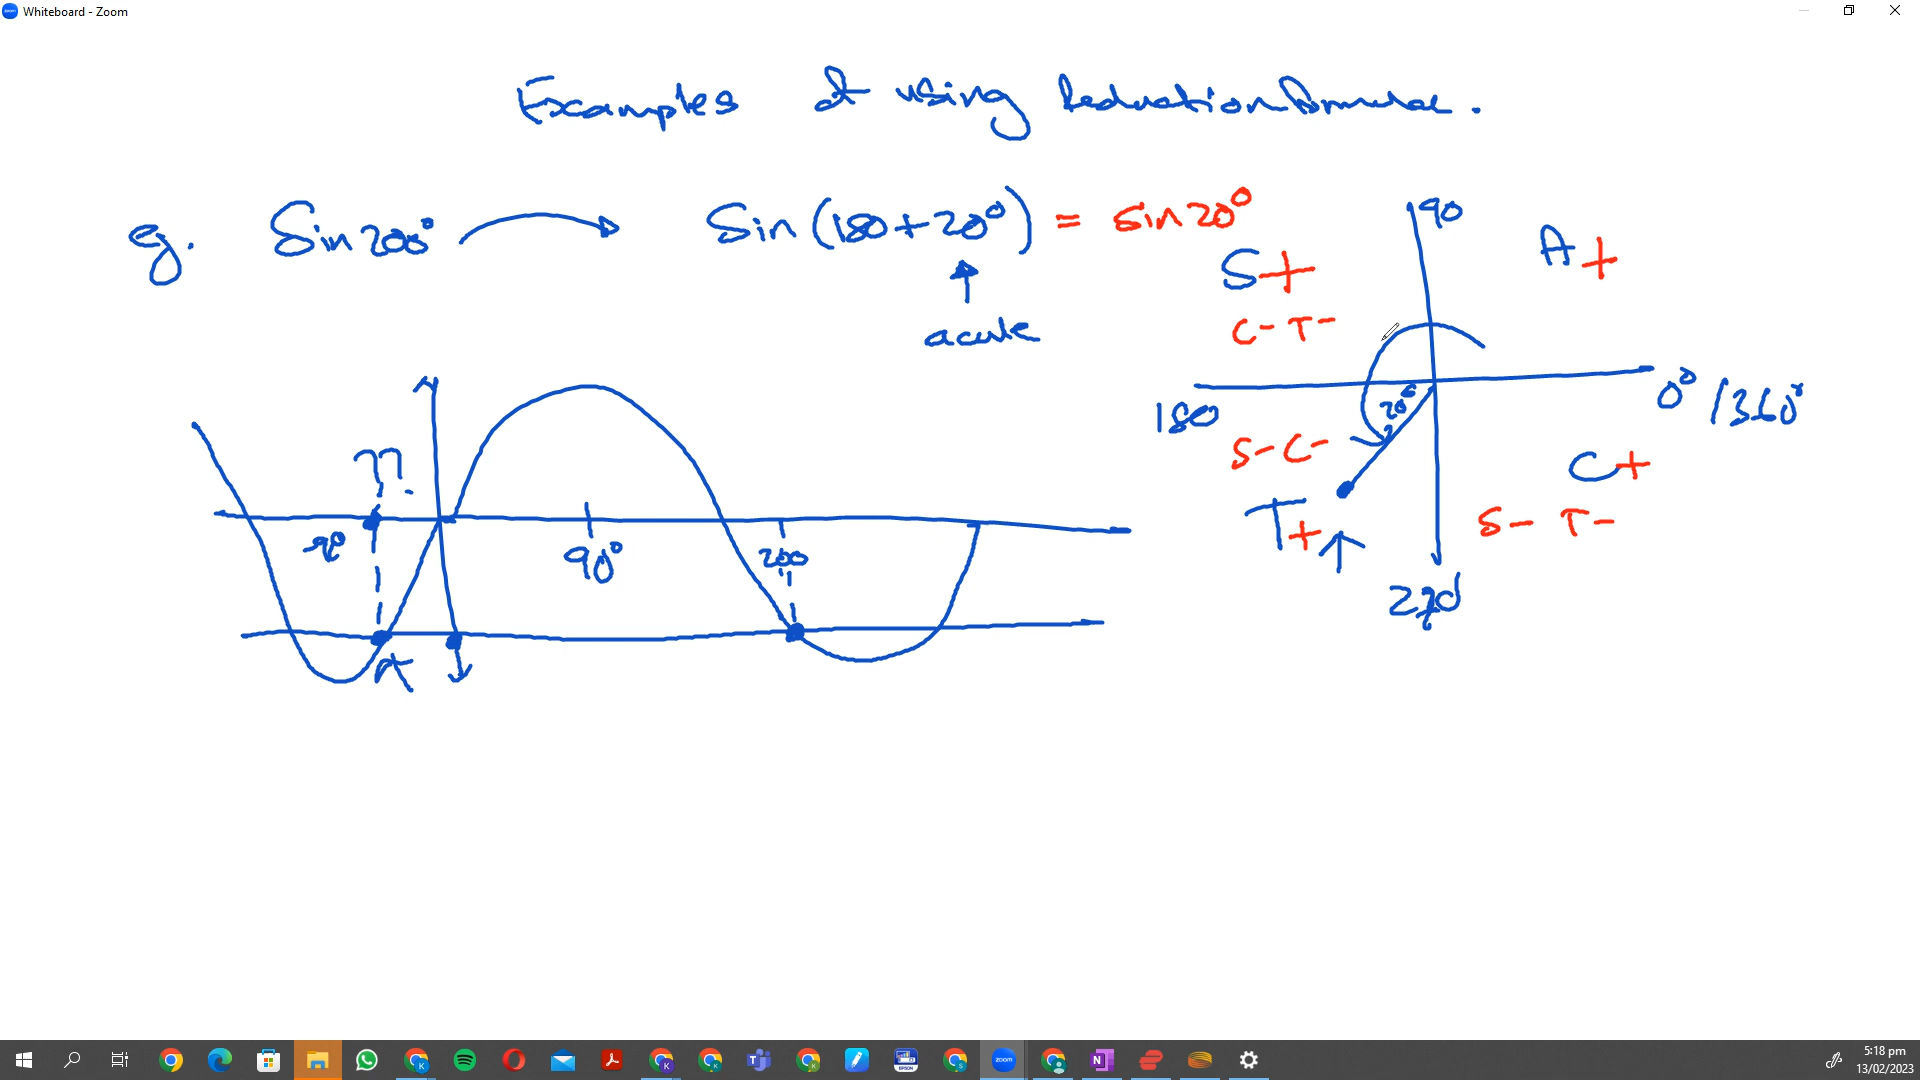 Whiteboard - Zoom
Examples of using Reduction formulae.
eg. Sin 200° Sin (180 + 20°) = sin 20°
acute
90
A +
S +
C - T -
180
20°
0° / 360°
S - C -
T +
C +
S - T -
270
??
90°
200
5:18 pm
13/02/2023